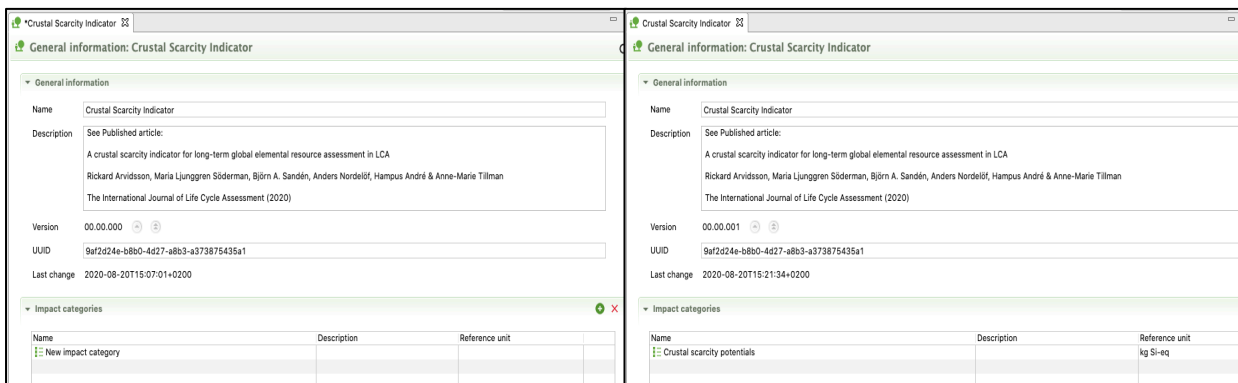 *Crustal Scarcity Indicator
General information: Crustal Scarcity Indicator
General information
Name Crustal Scarcity Indicator
Description See Published article:
A crustal scarcity indicator for long-term global elemental resource assessment in LCA
Rickard Arvidsson, Maria Ljunggren Söderman, Björn A. Sandén, Anders Nordelöf, Hampus André & Anne-Marie Tillman
The International Journal of Life Cycle Assessment (2020)
Version 00.00.000
UUID 9af2d24e-b8b0-4d27-a8b3-a373875435a1
Last change 2020-08-20T15:07:01+0200
Impact categories
Name Description Reference unit
New impact category
Crustal Scarcity Indicator
General information: Crustal Scarcity Indicator
General information
Name Crustal Scarcity Indicator
Description See Published article:
A crustal scarcity indicator for long-term global elemental resource assessment in LCA
Rickard Arvidsson, Maria Ljunggren Söderman, Björn A. Sandén, Anders Nordelöf, Hampus André & Anne-Marie Tillman
The International Journal of Life Cycle Assessment (2020)
Version 00.00.001
UUID 9af2d24e-b8b0-4d27-a8b3-a373875435a1
Last change 2020-08-20T15:21:34+0200
Impact categories
Name Description Reference unit
Crustal scarcity potentials kg Si-eq